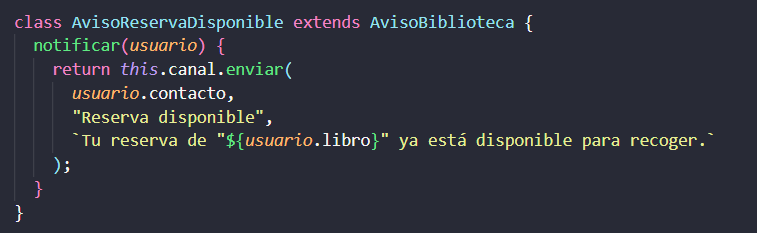 class AvisoReservaDisponible extends AvisoBiblioteca {
  notificar(usuario) {
    return this.canal.enviar(
      usuario.contacto,
      "Reserva disponible",
      `Tu reserva de "${usuario.libro}" ya está disponible para recoger.`
    );
  }
}